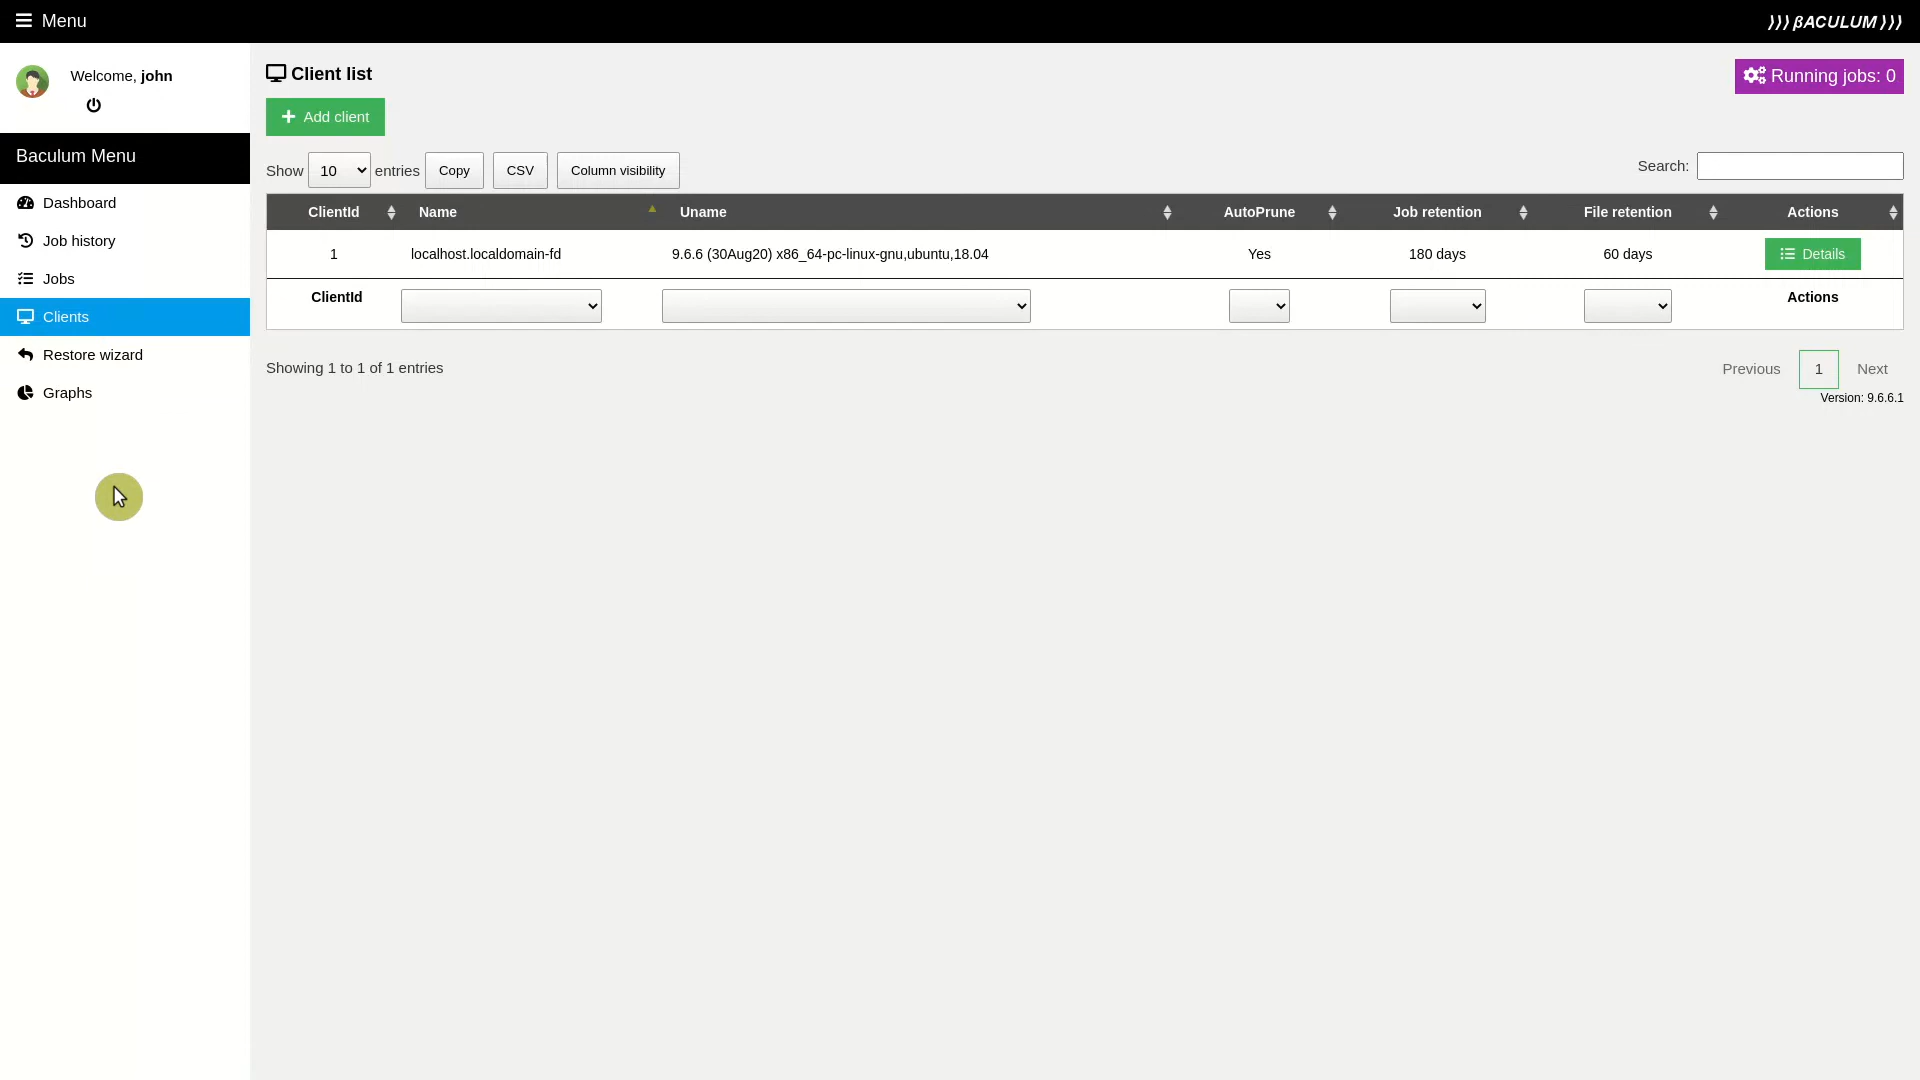 Menu
))) βACULUM )))
Welcome, john
Baculum Menu
Dashboard
Job history
Jobs
Clients
Restore wizard
Graphs
Client list
Running jobs: 0
Add client
Show 10 entries Copy CSV Column visibility
Search:
ClientId Name Uname AutoPrune Job retention File retention Actions
1 localhost.localdomain-fd 9.6.6 (30Aug20) x86_64-pc-linux-gnu,ubuntu,18.04 Yes 180 days 60 days Details
ClientId Actions
Showing 1 to 1 of 1 entries
Previous 1 Next
Version: 9.6.6.1